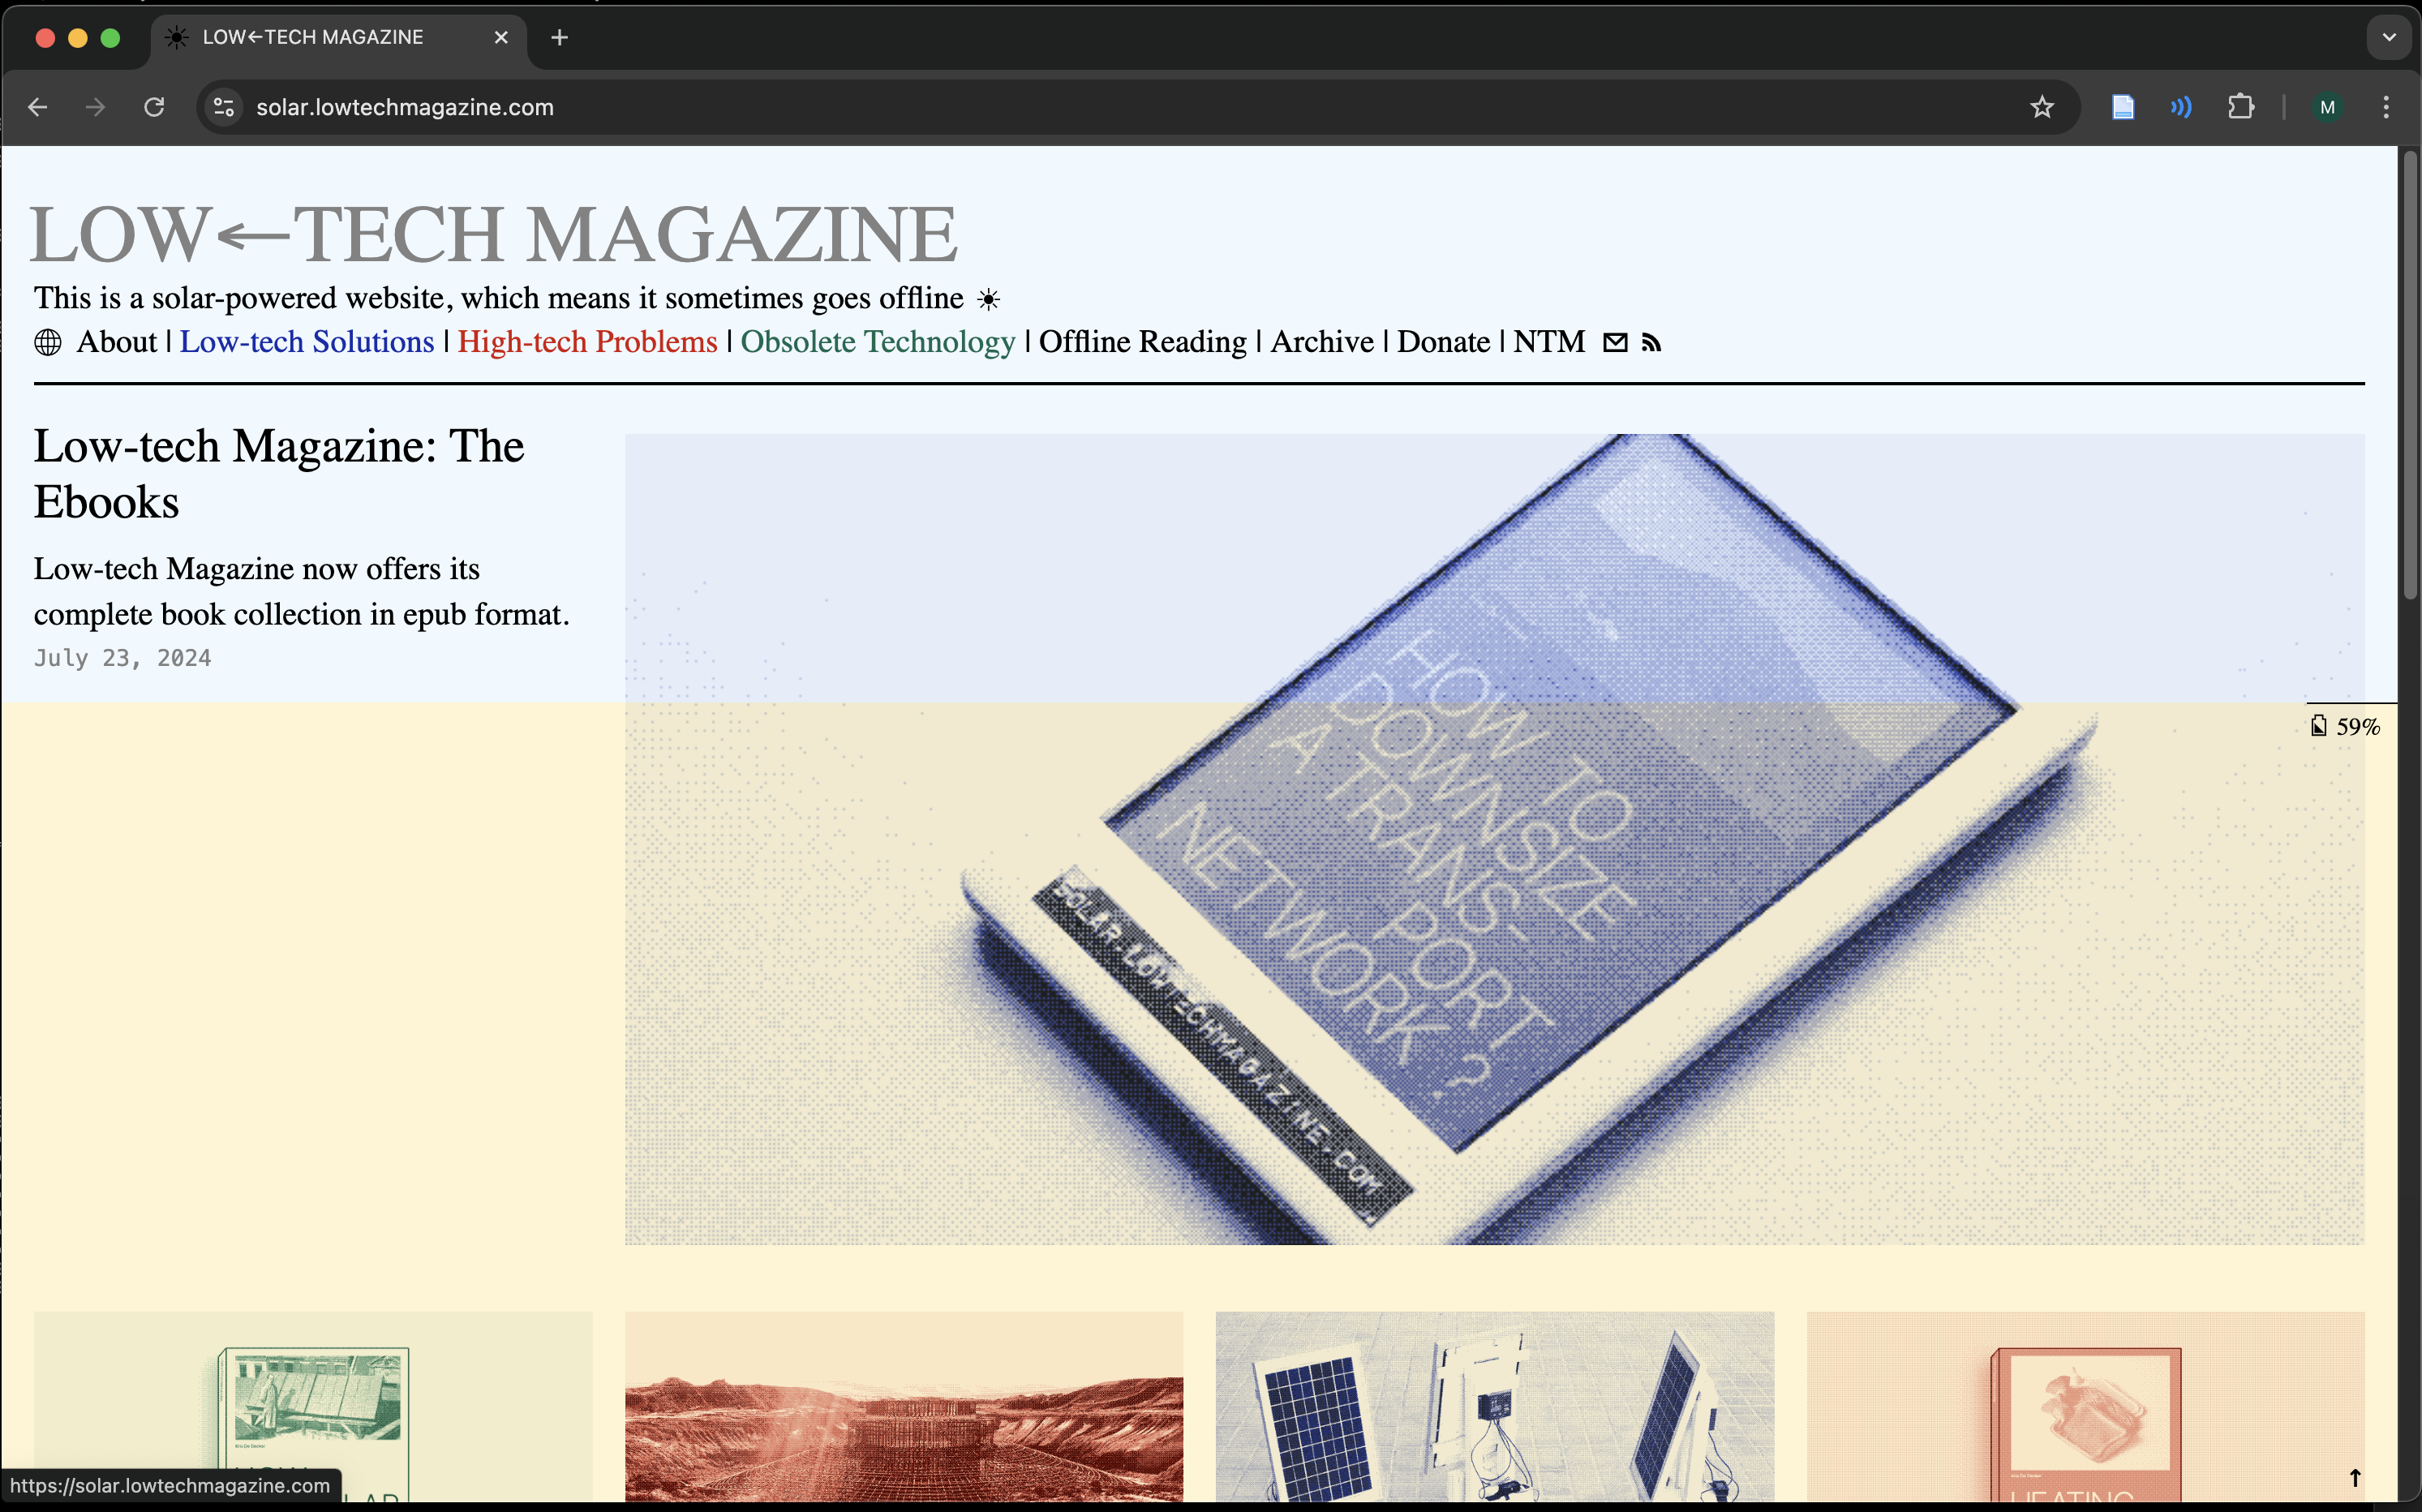 LOW←TECH MAGAZINE
solar.lowtechmagazine.com
M
LOW←TECH MAGAZINE
This is a solar-powered website, which means it sometimes goes offline ☀
About | Low-tech Solutions | High-tech Problems | Obsolete Technology | Offline Reading | Archive | Donate | NTM
Low-tech Magazine: The
Ebooks
Low-tech Magazine now offers its
complete book collection in epub format.
July 23, 2024
59%
HOW TO
DOWNSIZE
A TRANS-
PORT
NETWORK ?
SOLAR.LOWTECHMAGAZINE.COM
HEATING
↑
https://solar.lowtechmagazine.com